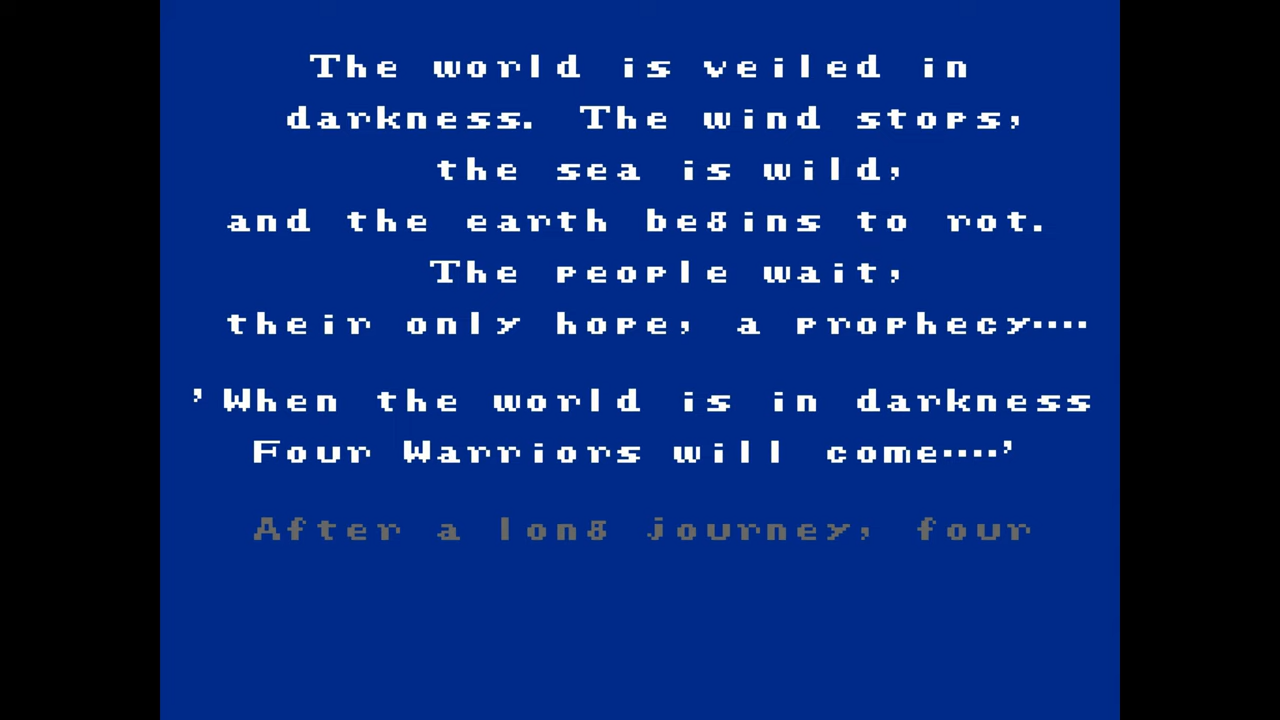 The world is veiled in
darkness. The wind stops,
the sea is wild,
and the earth begins to rot.
The people wait,
their only hope, a prophecy....
'When the world is in darkness
Four Warriors will come....'
After a long journey, four